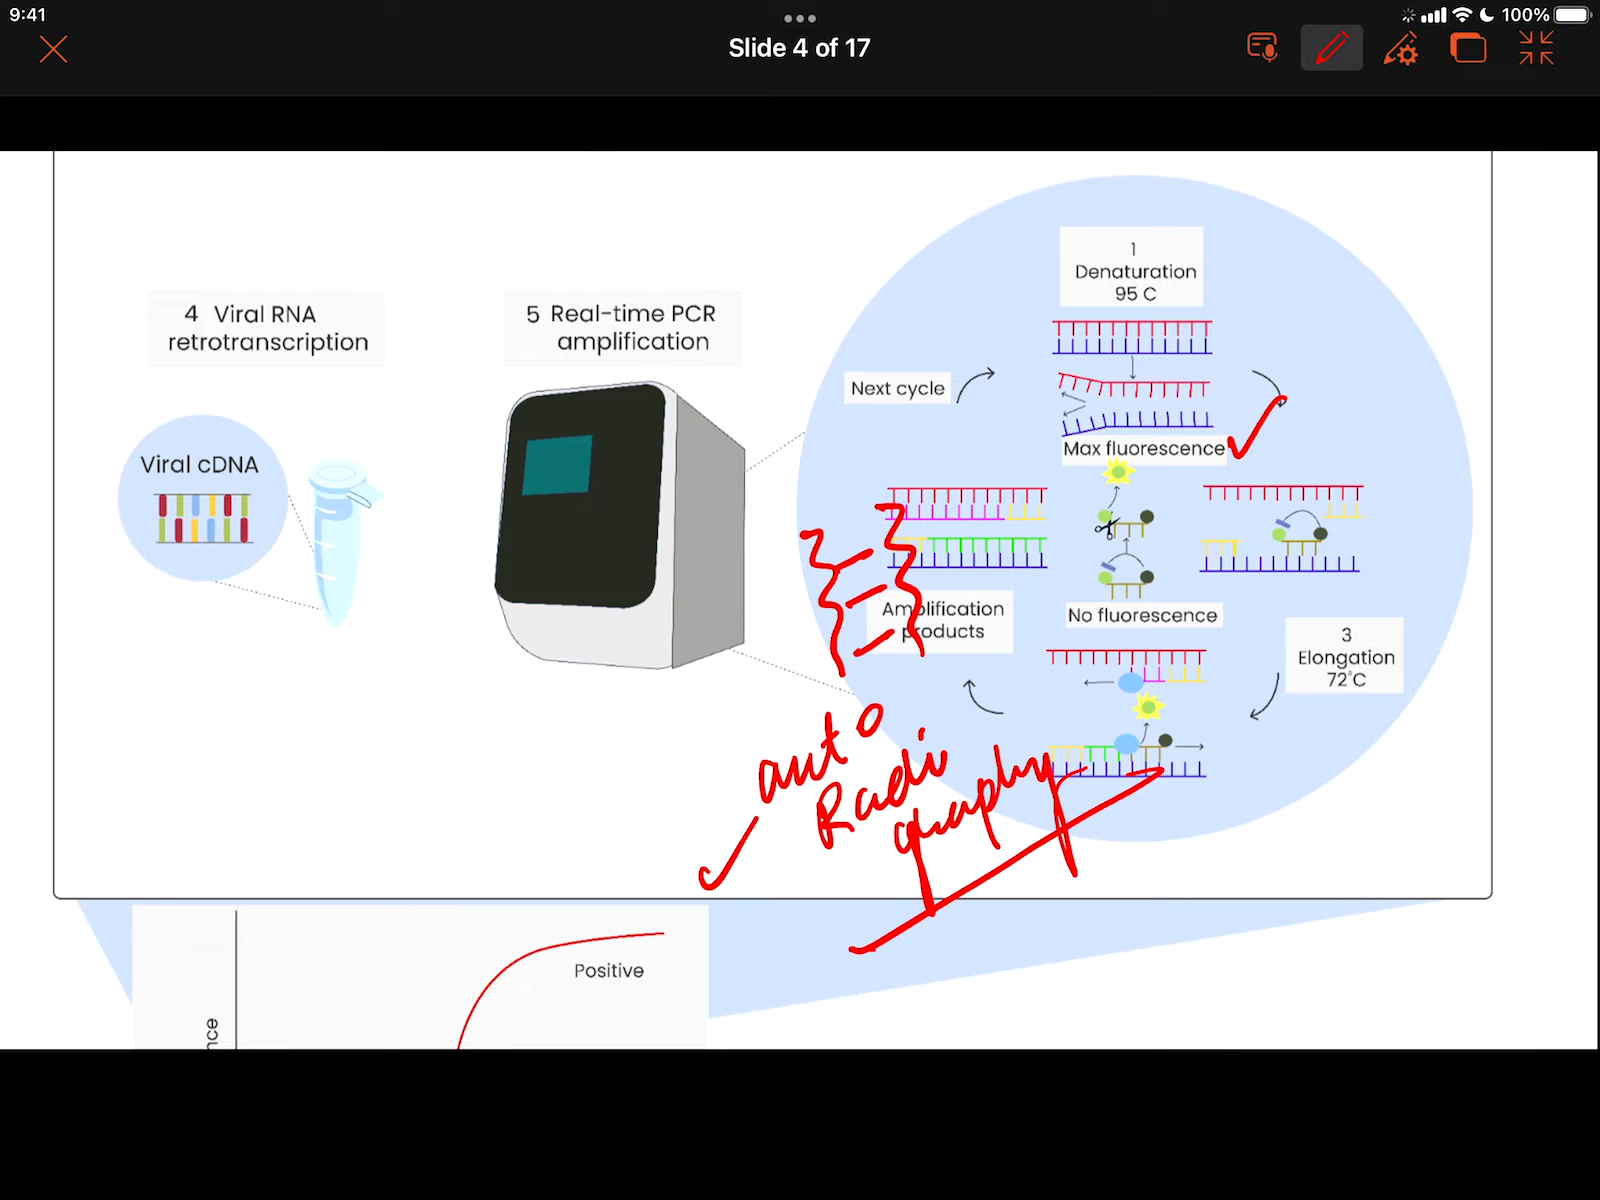 9:41
100%
Slide 4 of 17
1
Denaturation
95 C
4 Viral RNA
retrotranscription
5 Real-time PCR
amplification
Next cycle
Max fluorescence
Viral cDNA
No fluorescence
Amplification
products
3
Elongation
72°C
auto
Radio
graphy
Positive
nce